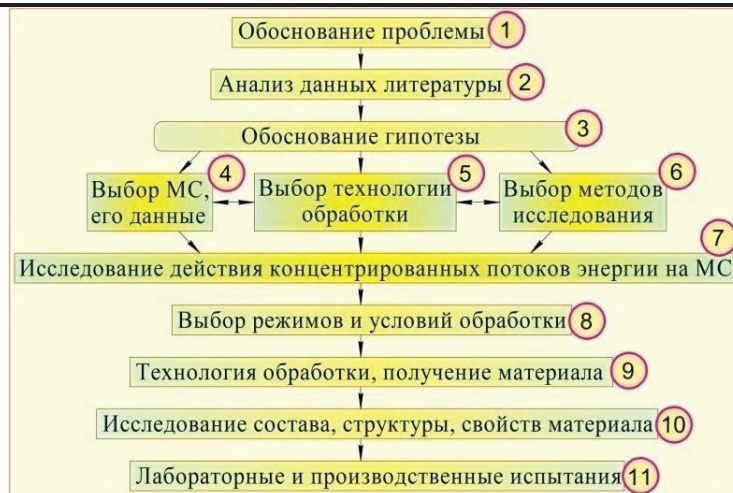 Обоснование проблемы 1
Анализ данных литературы 2
Обоснование гипотезы 3
Выбор МС, 4
его данные
Выбор технологии 5
обработки
Выбор методов 6
исследования
7
Исследование действия концентрированных потоков энергии на МС
Выбор режимов и условий обработки 8
Технология обработки, получение материала 9
Исследование состава, структуры, свойств материала 10
Лабораторные и производственные испытания 11